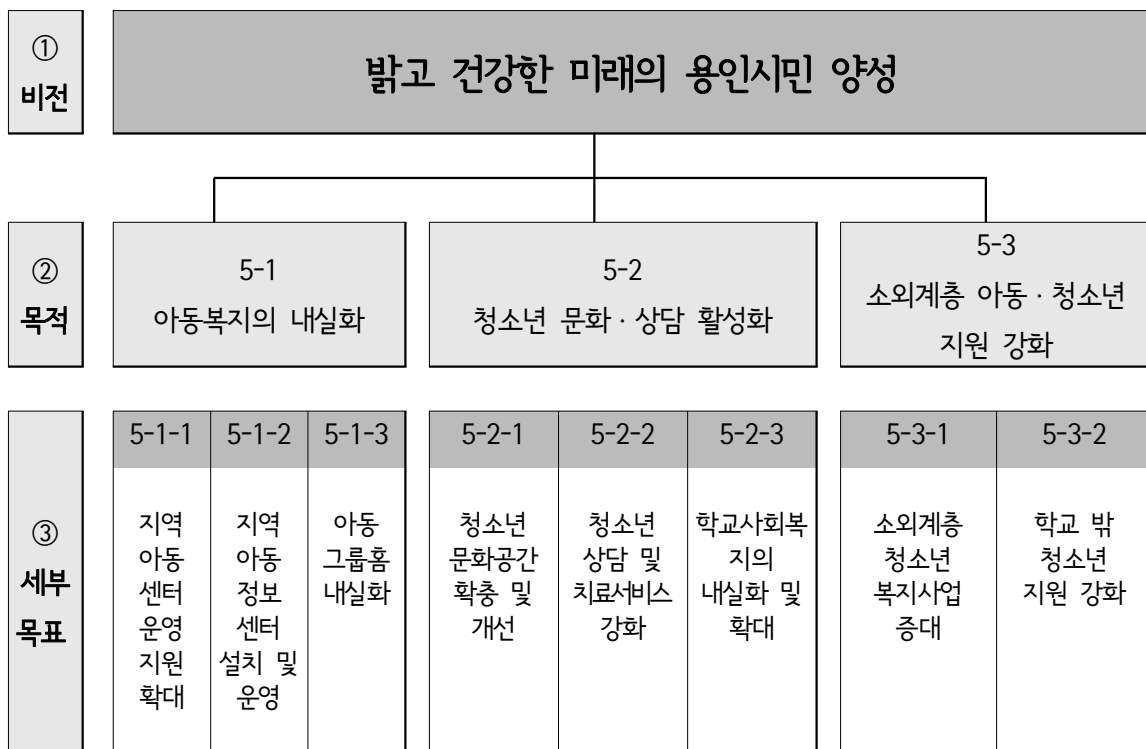 ①
비전
밝고 건강한 미래의 용인시민 양성
②
목적
5-1
아동복지의 내실화
5-2
청소년 문화·상담 활성화
5-3
소외계층 아동·청소년
지원 강화
③
세부
목표
5-1-1
지역
아동
센터
운영
지원
확대
5-1-2
지역
아동
정보
센터
설치 및
운영
5-1-3
아동
그룹홈
내실화
5-2-1
청소년
문화공간
확충 및
개선
5-2-2
청소년
상담 및
치료서비스
강화
5-2-3
학교사회복
지의
내실화 및
확대
5-3-1
소외계층
청소년
복지사업
증대
5-3-2
학교 밖
청소년
지원 강화